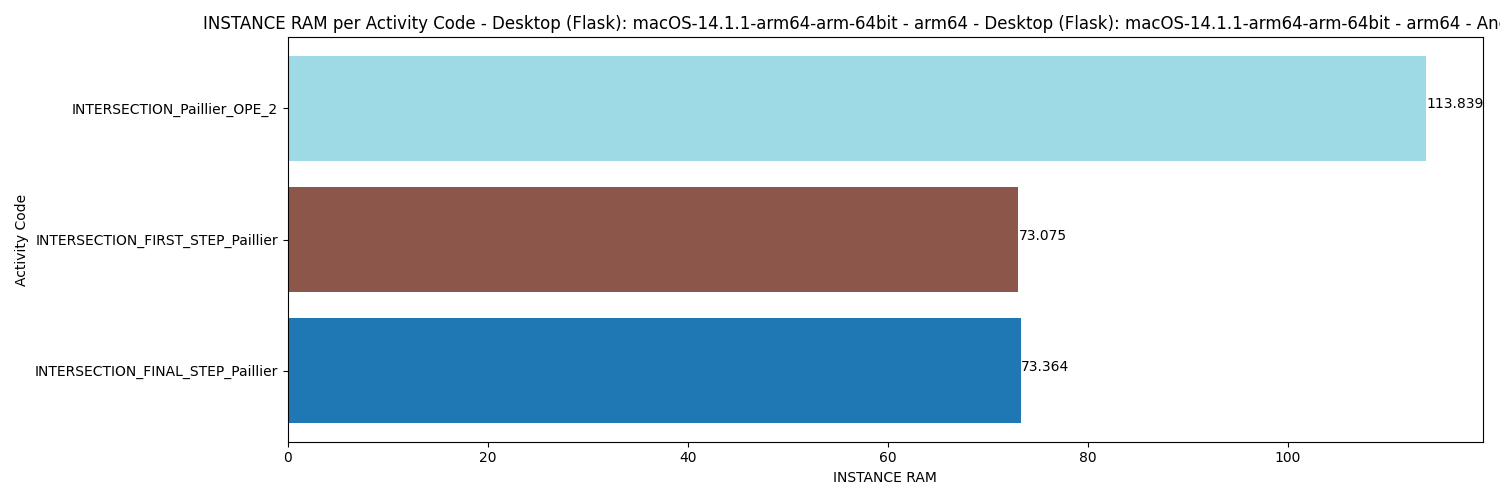 INSTANCE RAM per Activity Code - Desktop (Flask): macOS-14.1.1-arm64-arm-64bit - arm64 - Desktop (Flask): macOS-14.1.1-arm64-arm-64bit - arm64 -
INTERSECTION_Paillier_OPE_2
113.839
INTERSECTION_FIRST_STEP_Paillier
73.075
INTERSECTION_FINAL_STEP_Paillier
73.364
Activity Code
0 20 40 60 80 100
INSTANCE RAM